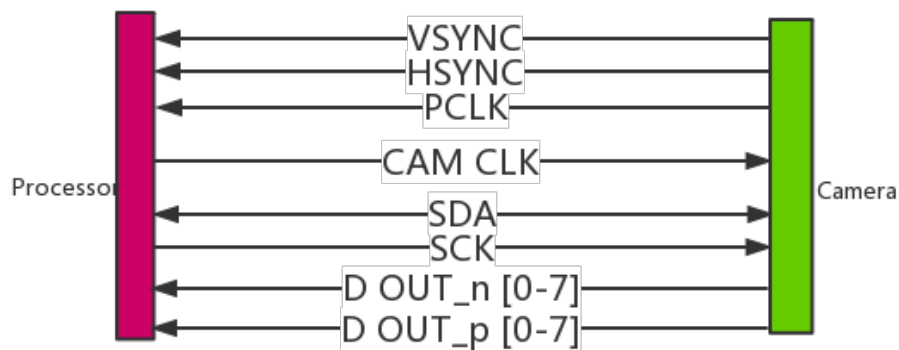 VSYNC
HSYNC
PCLK
CAM CLK
Processor
Camera
SDA
SCK
D OUT_n [0-7]
D OUT_p [0-7]